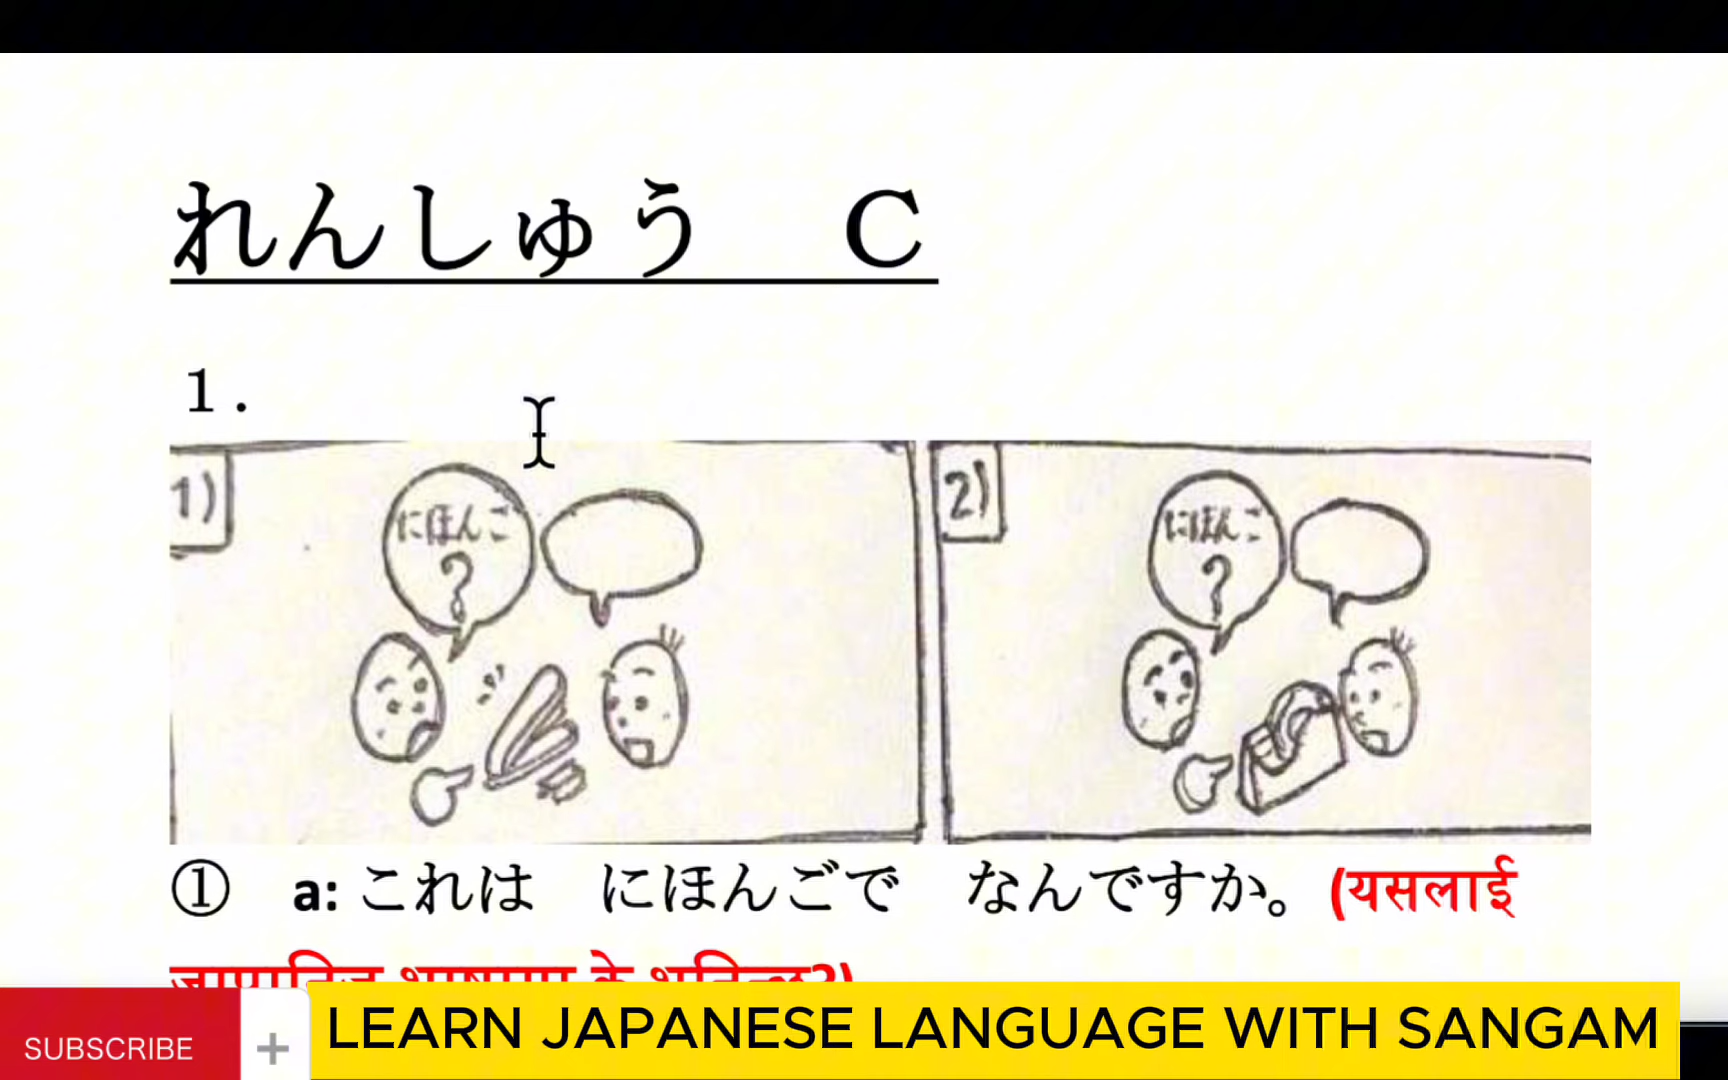 れんしゅう　C
1.
1)
にほんご
?
2)
にほんご
?
① a: これは　にほんごで　なんですか。(यसलाई
SUBSCRIBE +
LEARN JAPANESE LANGUAGE WITH SANGAM